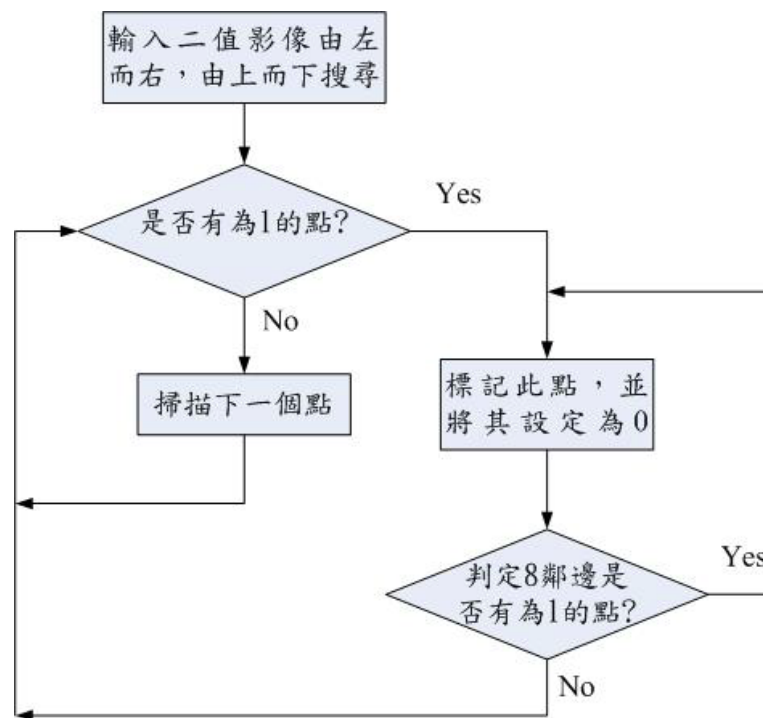 輸入二值影像由左
而右，由上而下搜尋
是否有為1的點?
Yes
No
掃描下一個點
標記此點，並
將其設定為0
判定8鄰邊是
否有為1的點?
Yes
No